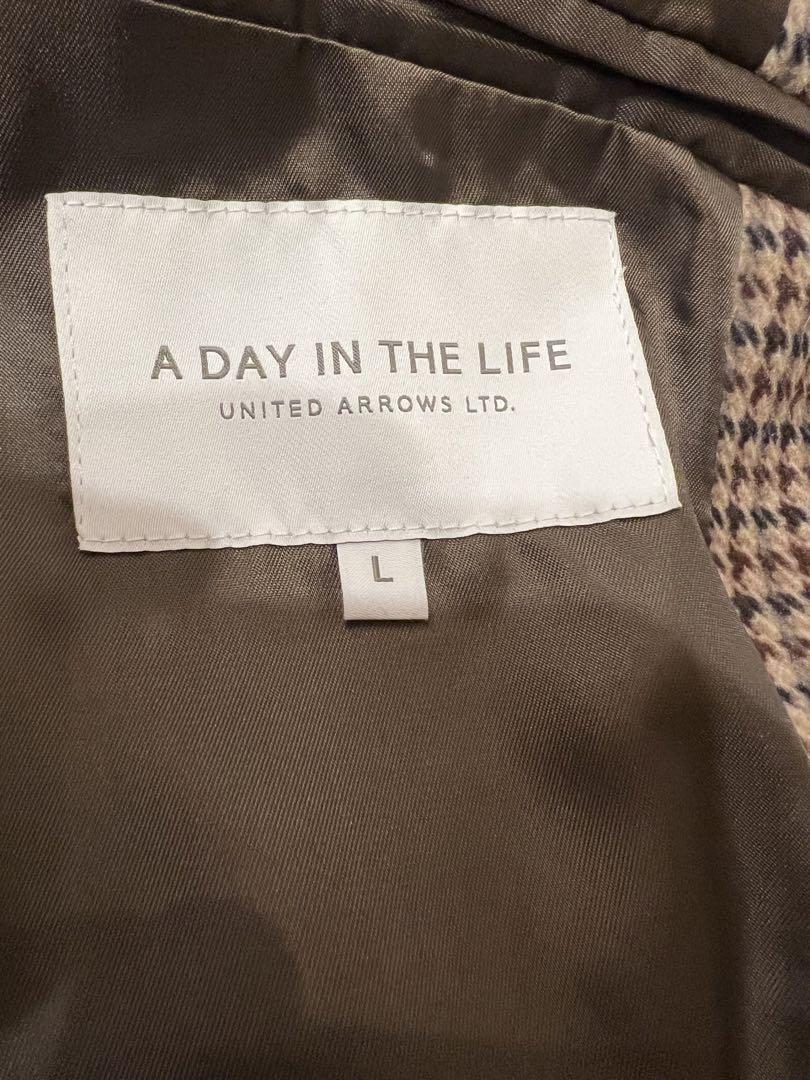 A DAY IN THE LIFE
UNITED ARROWS LTD.
L